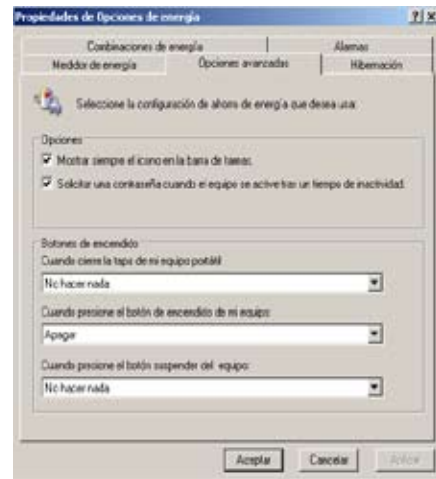 Propiedades de Opciones de energía
Combinaciones de energía
Alarmas
Medidor de energía
Opciones avanzadas
Hibernación
Seleccione la configuración de ahorro de energía que desea usar.
Opciones
Mostrar siempre el icono en la barra de tareas.
Solicitar una contraseña cuando el equipo se active tras un tiempo de inactividad.
Botones de encendido
Cuando cierre la tapa de mi equipo portátil
No hacer nada
Cuando presione el botón de encendido de mi equipo:
Apagar
Cuando presione el botón suspender del equipo:
No hacer nada
Aceptar
Cancelar
Aplicar